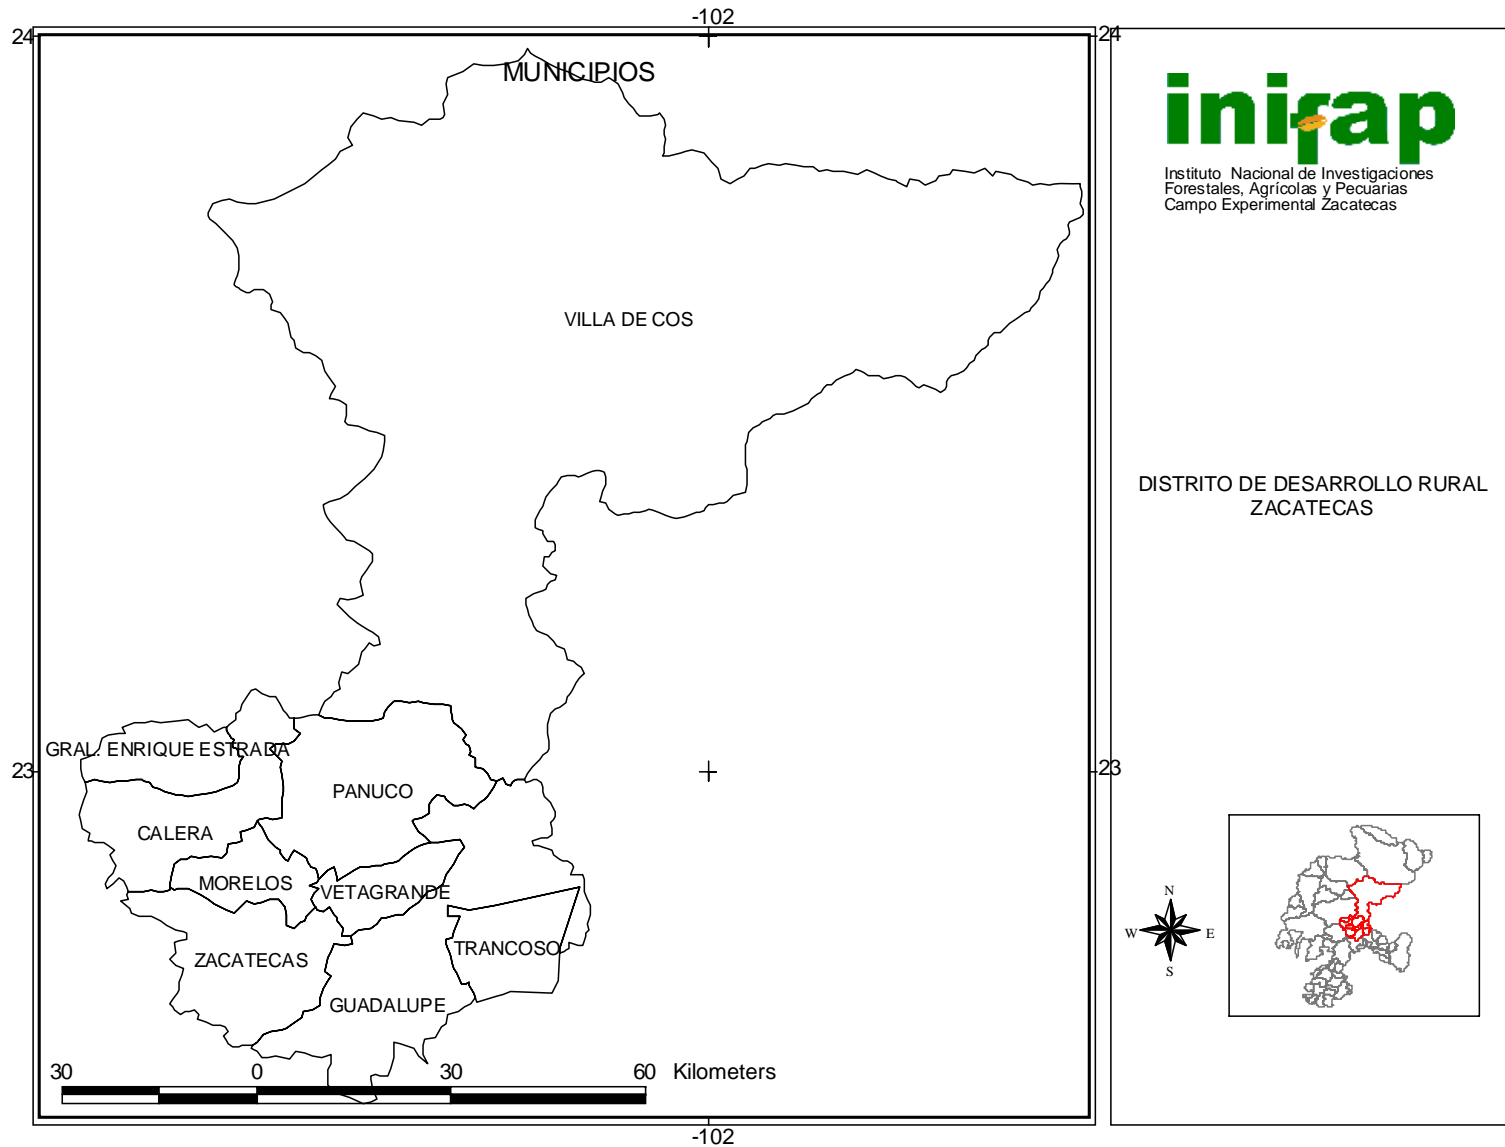 -102
24
24
MUNICIPIOS
inifap
Instituto Nacional de Investigaciones
Forestales, Agrícolas y Pecuarias
Campo Experimental Zacatecas
VILLA DE COS
DISTRITO DE DESARROLLO RURAL
ZACATECAS
GRAL. ENRIQUE ESTRADA
23
23
PANUCO
CALERA
MORELOS
VETAGRANDE
TRANCOSO
ZACATECAS
GUADALUPE
N
W
E
S
30
0
30
60
Kilometers
-102